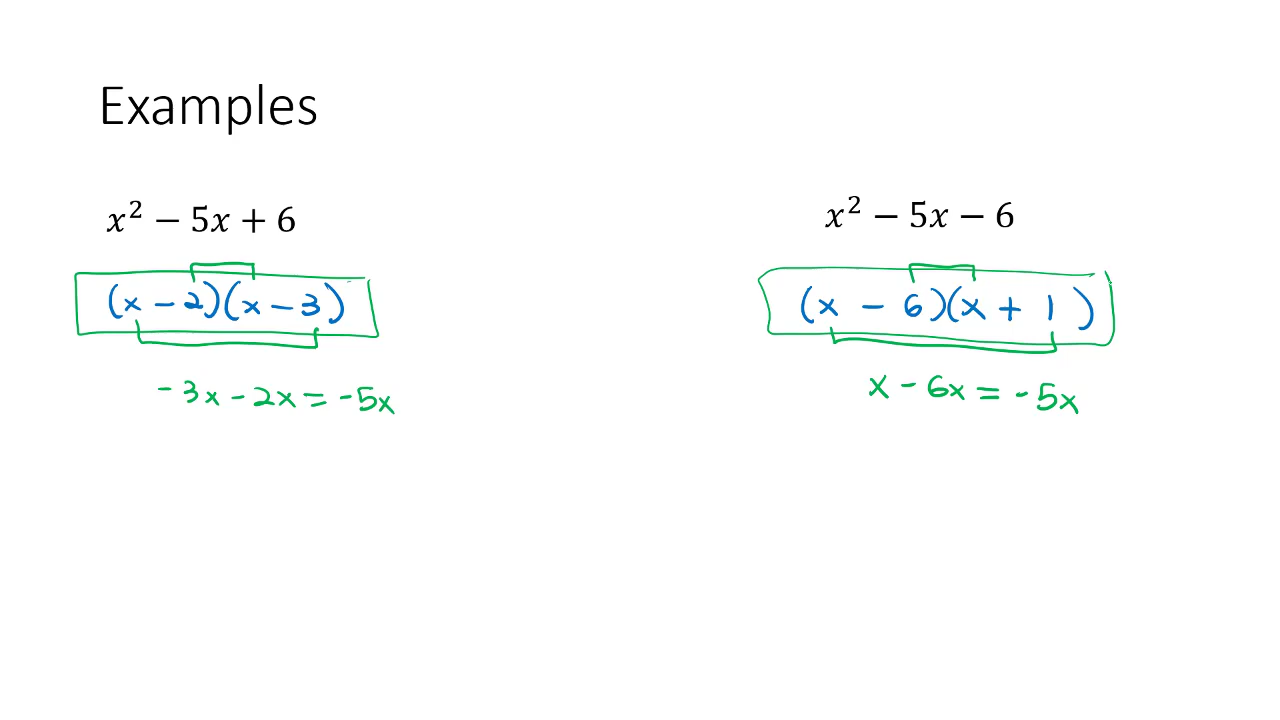 Examples
x² − 5x + 6
(x − 2)(x − 3)
-3x - 2x = -5x
x² − 5x − 6
(x − 6)(x + 1)
x - 6x = -5x